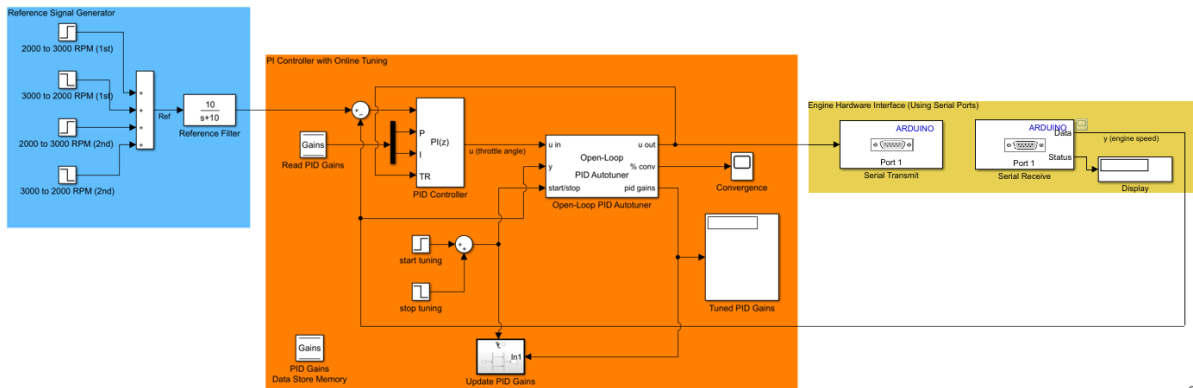 Reference Signal Generator
2000 to 3000 RPM (1st)
3000 to 2000 RPM (1st)
2000 to 3000 RPM (2nd)
3000 to 2000 RPM (2nd)
Ref
10
s+10
Reference Filter
PI Controller with Online Tuning
Gains
Read PID Gains
P
I
TR
PI(z)
PID Controller
u (throttle angle)
u in
y
start/stop
Open-Loop
PID Autotuner
u out
% conv
pid gains
Open-Loop PID Autotuner
Convergence
start tuning
stop tuning
Tuned PID Gains
Gains
PID Gains
Data Store Memory
In1
Update PID Gains
Engine Hardware Interface (Using Serial Ports)
ARDUINO
Port 1
Serial Transmit
ARDUINO
Data
Port 1
Status
Serial Receive
y (engine speed)
Display